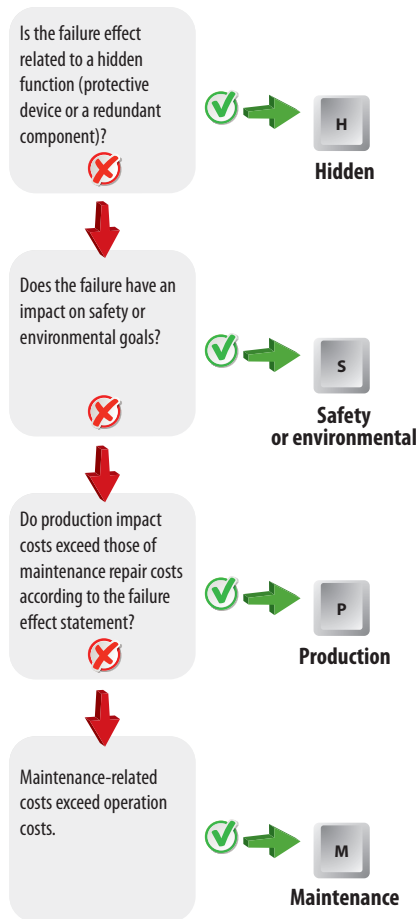 Is the failure effect
related to a hidden
function (protective
device or a redundant
component)?
H
Hidden
Does the failure have an
impact on safety or
environmental goals?
S
Safety
or environmental
Do production impact
costs exceed those of
maintenance repair costs
according to the failure
effect statement?
P
Production
Maintenance-related
costs exceed operation
costs.
M
Maintenance